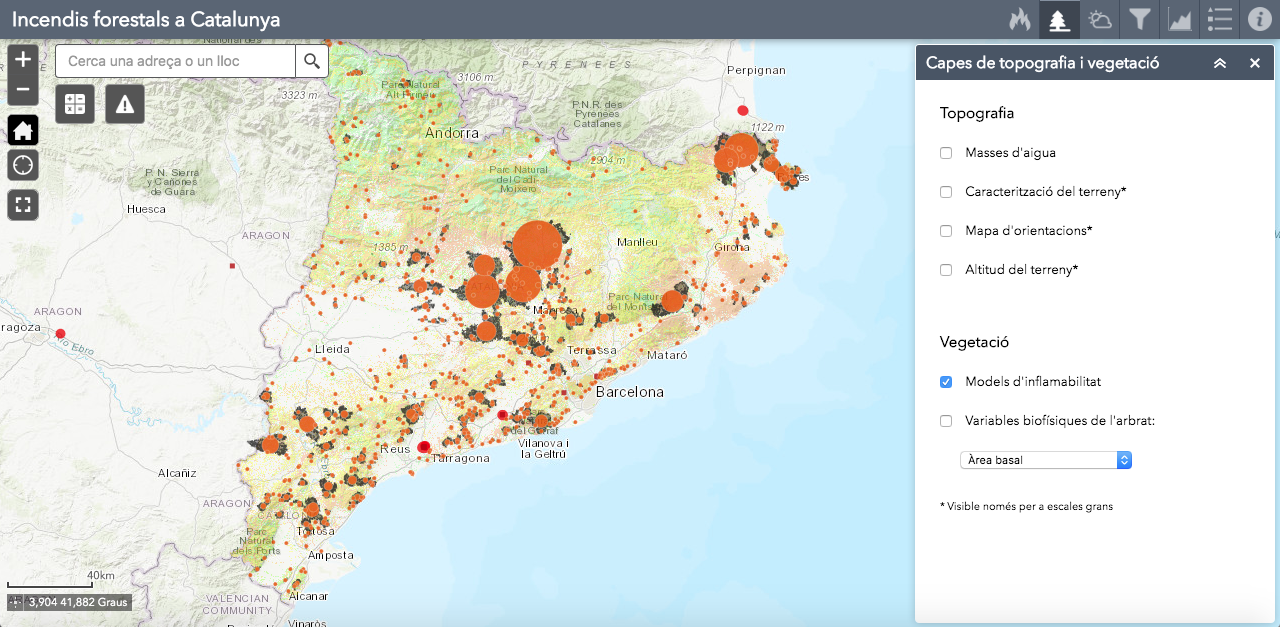 Incendis forestals a Catalunya
Cerca una adreça o un lloc
Capes de topografia i vegetació
Topografia
Masses d'aigua
Caracterització del terreny*
Mapa d'orientacions*
Altitud del terreny*
Vegetació
Models d'inflamabilitat
Variables biofísiques de l'arbrat:
Àrea basal
* Visible només per a escales grans
PYRENEES
Perpignan
3106 m
3323 m
Parc Natural
Alt Pirineu
P.N.R. des
Pyrénées
Catalanes
1122 m
Andorra
2904 m
Parc Natural
del Cadí-
Moixeró
P. N. Sierra
y Cañones
de Guara
Huesca
ARAGON
1385 m
Manlleu
Girona
Parc Natural
ARAGON
Manresa
Lleida
Terrassa
Mataró
Barcelona
Río Ebro
Reus
Tarragona
Vilanova i
la Geltrú
Alcañiz
ARAGON
Tortosa
Parc
Natural
dels Ports
Amposta
Alcanar
VALENCIAN
COMMUNITY
Vinaròs
40km
3,904 41,882 Graus